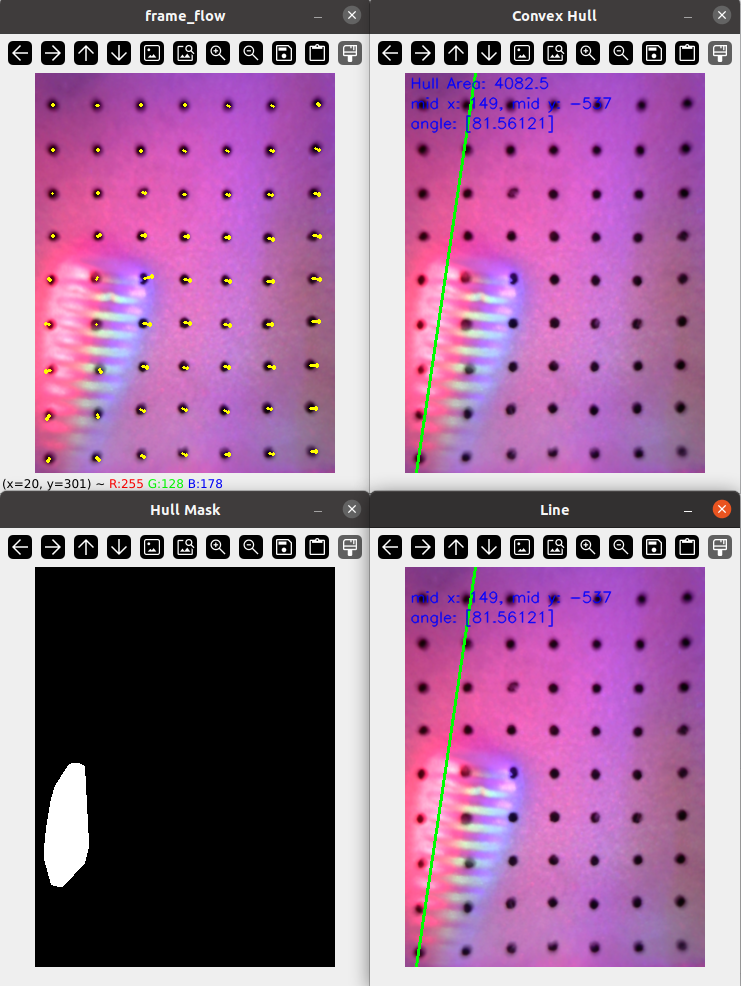 frame_flow
(x=20, y=301) ~ R:255 G:128 B:178
Convex Hull
Hull Area: 4082.5
mid x: 149, mid y: −537
angle: [81.56121]
Hull Mask
Line
mid x: 149, mid y: −537
angle: [81.56121]